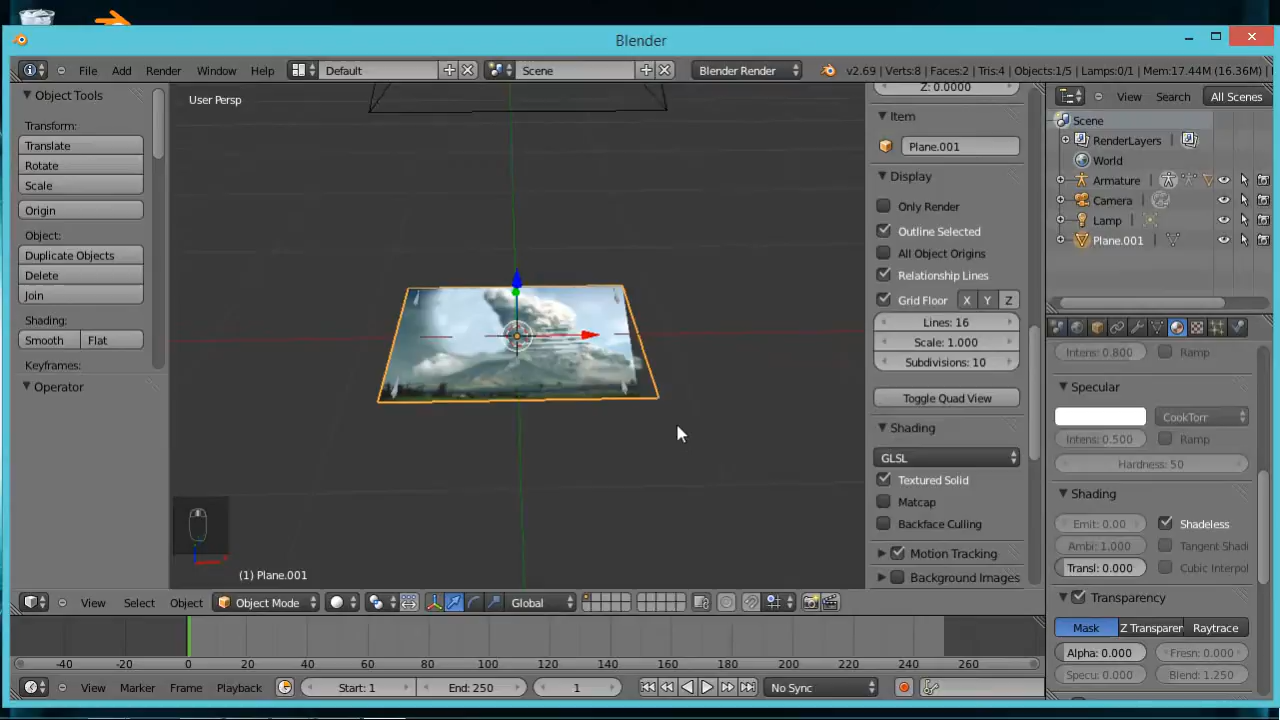 Blender
File Add Render Window Help Default Scene Blender Render v2.69 | Verts:8 | Faces:2 | Tris:4 | Objects:1/5 | Lamps:0/1 | Mem:17.44M (16.36M)
Object Tools
Transform:
Translate
Rotate
Scale
Origin
Object:
Duplicate Objects
Delete
Join
Shading:
Smooth Flat
Keyframes:
Operator
User Persp
(1) Plane.001
Z: 0.0000
Item
Plane.001
Display
Only Render
Outline Selected
All Object Origins
Relationship Lines
Grid Floor X Y Z
Lines: 16
Scale: 1.000
Subdivisions: 10
Toggle Quad View
Shading
GLSL
Textured Solid
Matcap
Backface Culling
Motion Tracking
Background Images
View Search All Scenes
Scene
RenderLayers
World
Armature
Camera
Lamp
Plane.001
Intens: 0.800 Ramp
Specular
CookTorr
Intens: 0.500 Ramp
Hardness: 50
Shading
Emit: 0.00 Shadeless
Ambi: 1.000 Tangent Shadi
Transl: 0.000 Cubic Interpol
Transparency
Mask Z Transparen Raytrace
Alpha: 0.000 Fresn: 0.000
Specu: 0.000 Blend: 1.250
View Select Object Object Mode Global
-40 -20 0 20 40 60 80 100 120 140 160 180 200 220 240 260
View Marker Frame Playback Start: 1 End: 250 1 No Sync